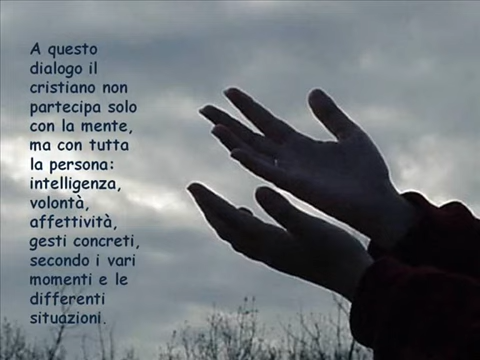 A questo
dialogo il
cristiano non
partecipa solo
con la mente,
ma con tutta
la persona:
intelligenza,
volontà,
affettività,
gesti concreti,
secondo i vari
momenti e le
differenti
situazioni.